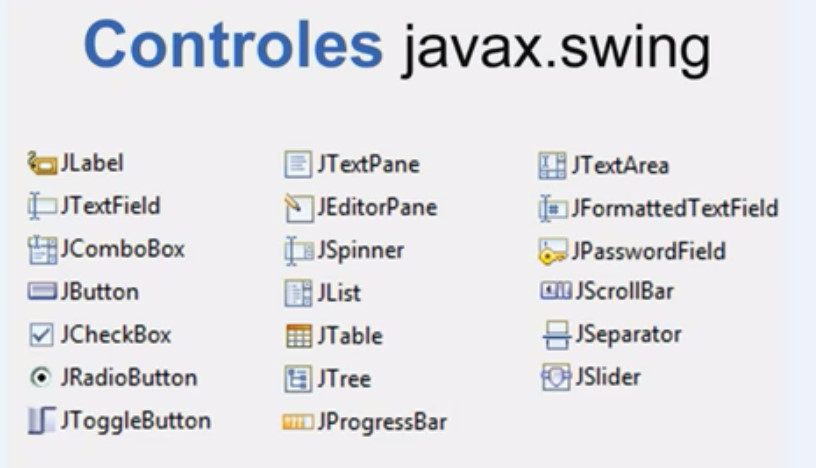 Controles javax.swing
JLabel
JTextField
JComboBox
JButton
JCheckBox
JRadioButton
JToggleButton
JTextPane
JEditorPane
JSpinner
JList
JTable
JTree
JProgressBar
JTextArea
JFormattedTextField
JPasswordField
JScrollBar
JSeparator
JSlider